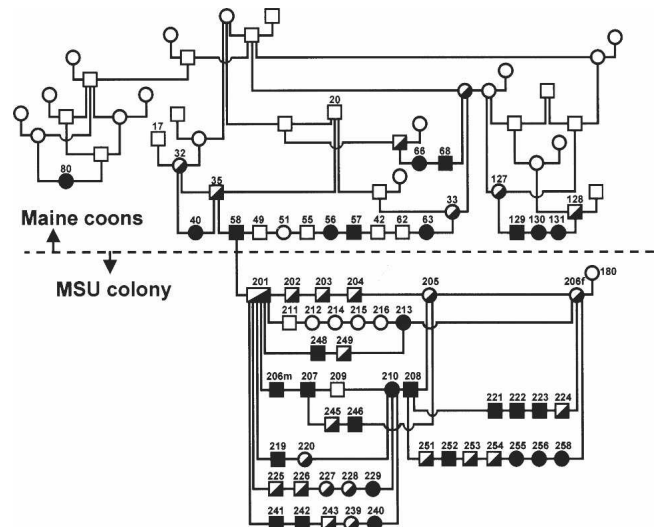 20
17
32
80
66 68
35
33
127
128
40 58 49 51 55 56 57 42 62 63
129 130 131
Maine coons
MSU colony
180
201 202 203 204 205 206f
211 212 214 215 216 213
248 249
206m 207 209 210 208
221 222 223 224
245 246
219 220
251 252 253 254 255 256 258
225 226 227 228 229
241 242 243 239 240